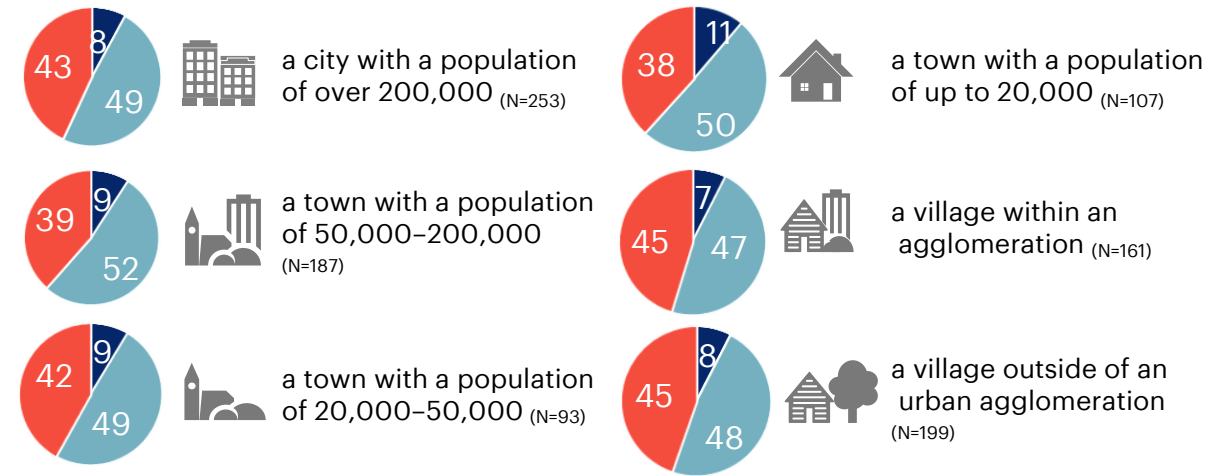 8
43
49
a city with a population
of over 200,000 (N=253)
11
38
50
a town with a population
of up to 20,000 (N=107)
9
39
52
a town with a population
of 50,000–200,000
(N=187)
7
45
47
a village within an
agglomeration (N=161)
9
42
49
a town with a population
of 20,000–50,000 (N=93)
8
45
48
a village outside of an
urban agglomeration
(N=199)